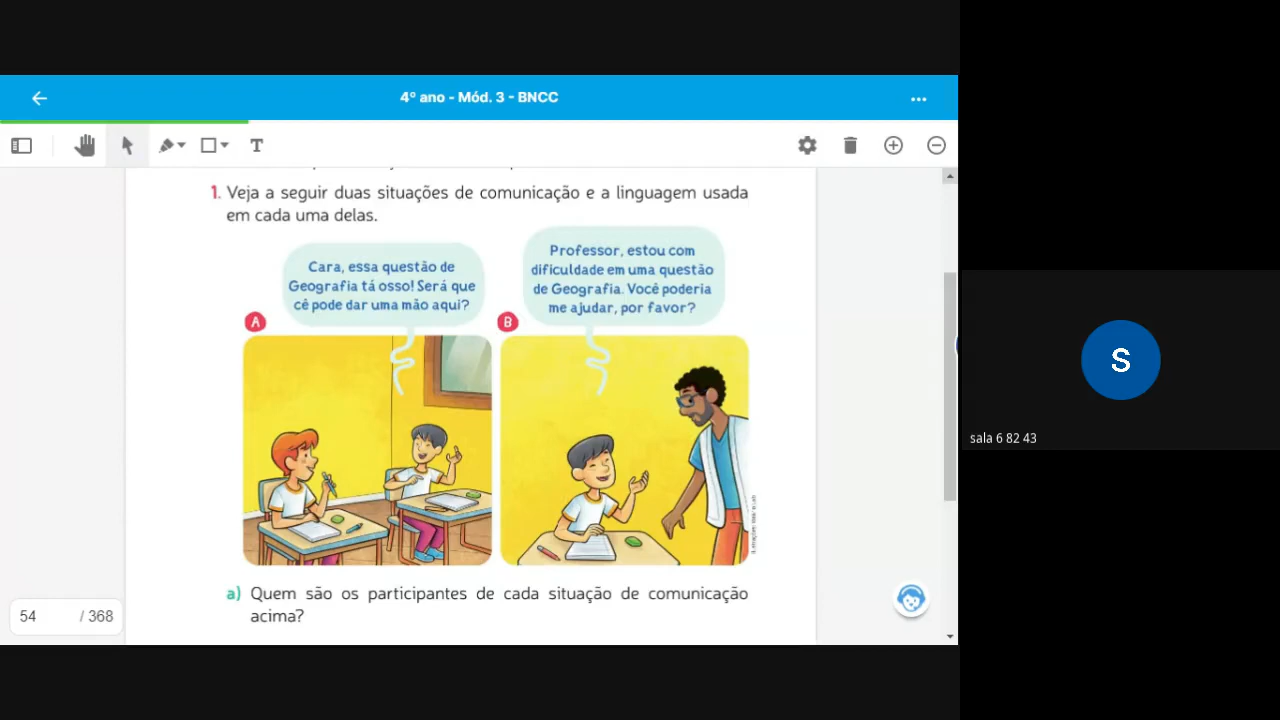 4º ano - Mód. 3 - BNCC
T
1. Veja a seguir duas situações de comunicação e a linguagem usada
em cada uma delas.
Cara, essa questão de
Geografia tá osso! Será que
cê pode dar uma mão aqui?
Professor, estou com
dificuldade em uma questão
de Geografia. Você poderia
me ajudar, por favor?
A
B
a) Quem são os participantes de cada situação de comunicação
acima?
54 / 368
S
sala 6 82 43